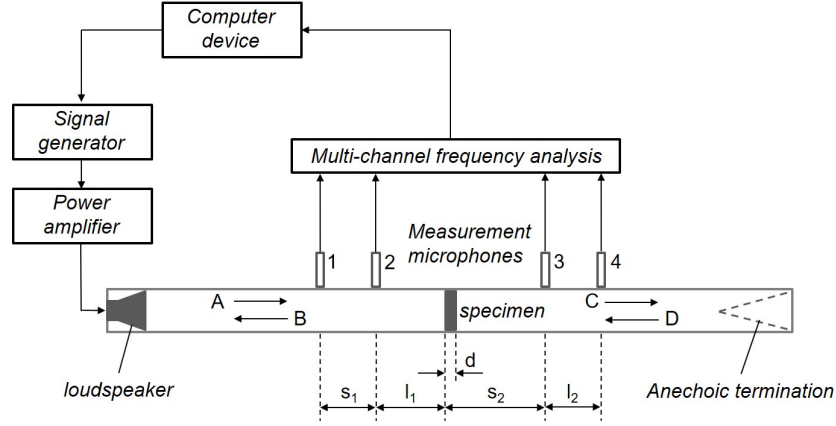 Computer
device
Signal
generator
Multi-channel frequency analysis
Power
amplifier
Measurement
microphones
1
2
3
4
A
B
specimen
C
D
d
loudspeaker
Anechoic termination
s1
l1
s2
l2